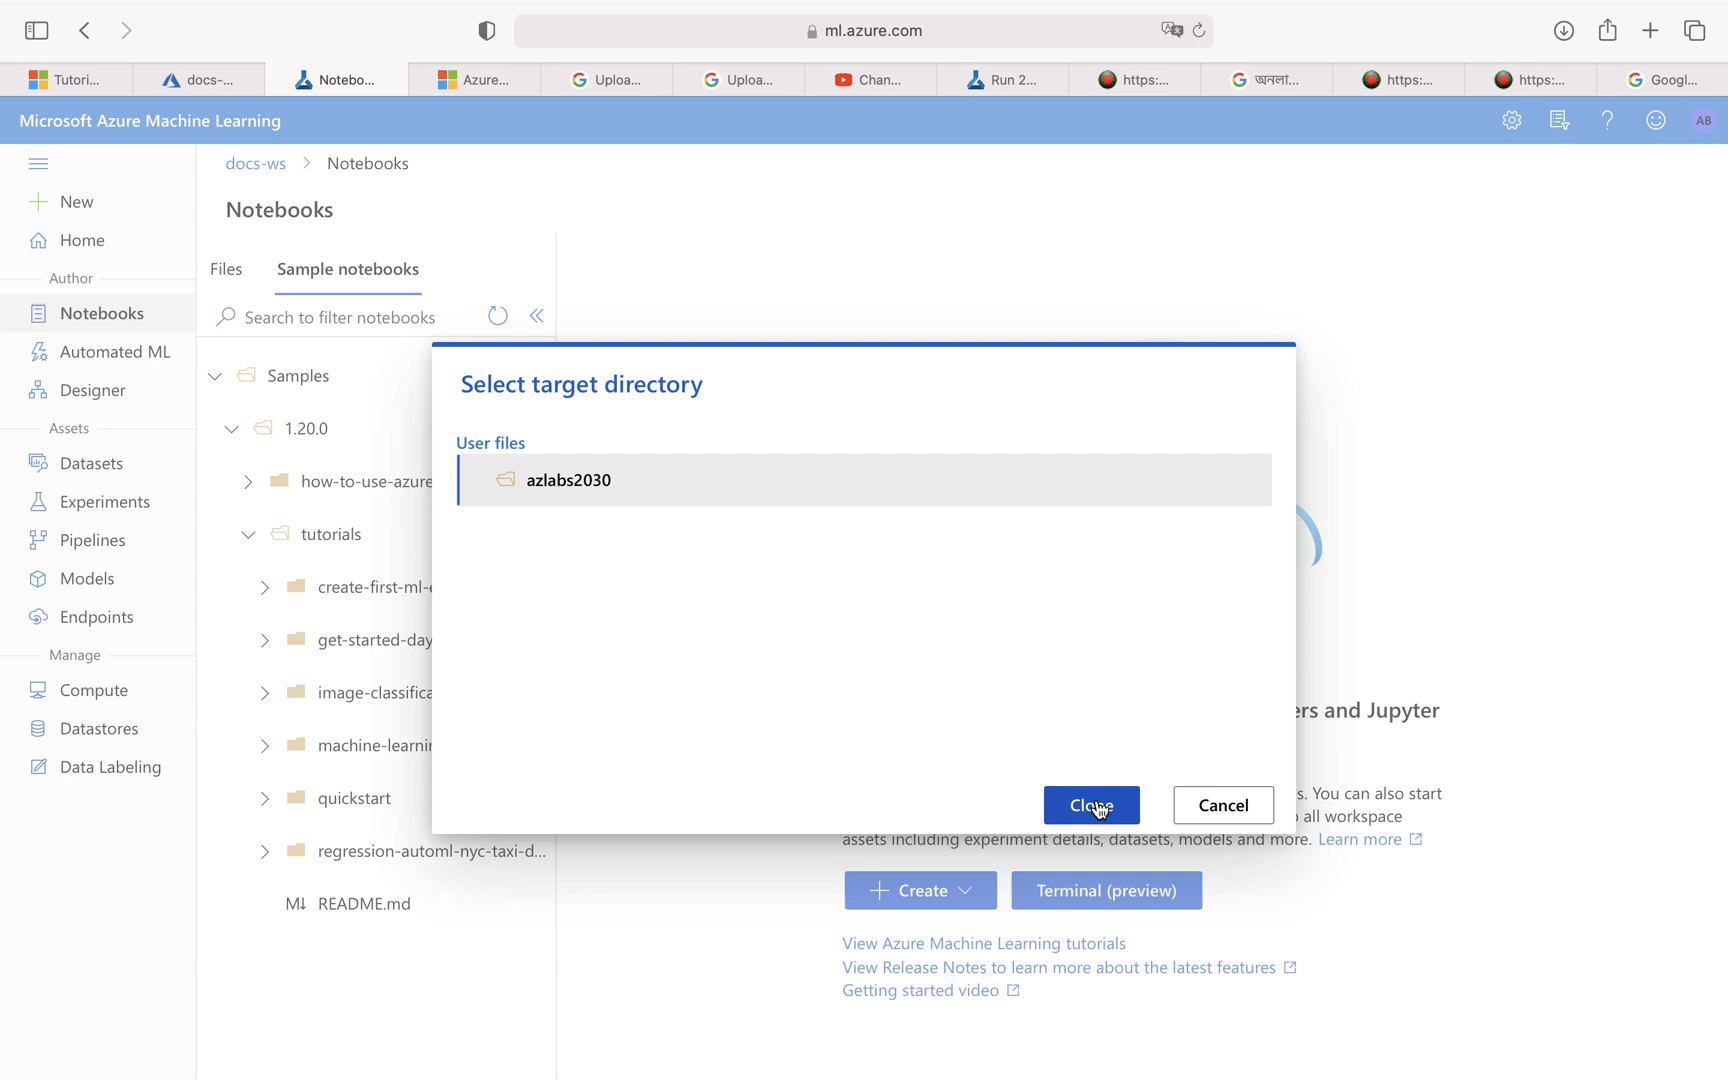 ml.azure.com
Tutori...
docs-...
Notebo...
Azure...
Uploa...
Uploa...
Chan...
Run 2...
https:...
অনলা...
https:...
https:...
Googl...
Microsoft Azure Machine Learning
AB
docs-ws > Notebooks
New
Home
Author
Notebooks
Automated ML
Designer
Assets
Datasets
Experiments
Pipelines
Models
Endpoints
Manage
Compute
Datastores
Data Labeling
Notebooks
Files
Sample notebooks
Search to filter notebooks
Samples
1.20.0
how-to-use-azure
tutorials
create-first-ml-
get-started-day
image-classifica
machine-learni
quickstart
regression-automl-nyc-taxi-d...
M↓ README.md
Select target directory
User files
azlabs2030
Clone
Cancel
ers and Jupyter
s. You can also start
all workspace
assets including experiment details, datasets, models and more. Learn more
+ Create
Terminal (preview)
View Azure Machine Learning tutorials
View Release Notes to learn more about the latest features
Getting started video